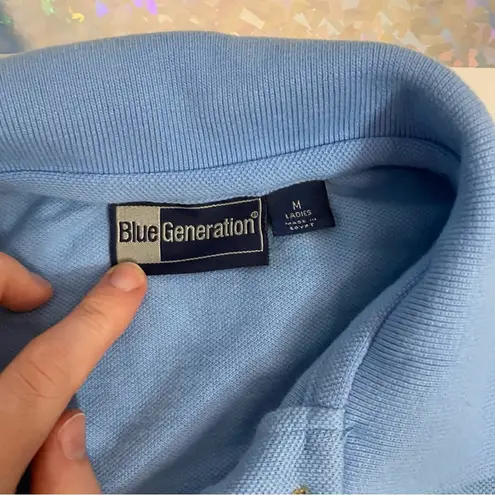 Blue Generation®
M
LADIES
MADE IN
EGYPT